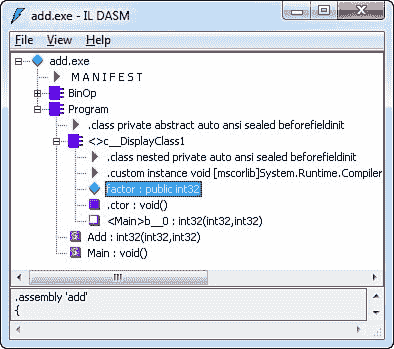 add.exe - IL DASM
File View Help
add.exe
M A N I F E S T
BinOp
Program
.class private abstract auto ansi sealed beforefieldinit
<>c__DisplayClass1
.class nested private auto ansi sealed beforefieldinit
.custom instance void [mscorlib]System.Runtime.Compiler
factor : public int32
.ctor : void()
<Main>b__0 : int32(int32,int32)
Add : int32(int32,int32)
Main : void()
.assembly 'add'
{